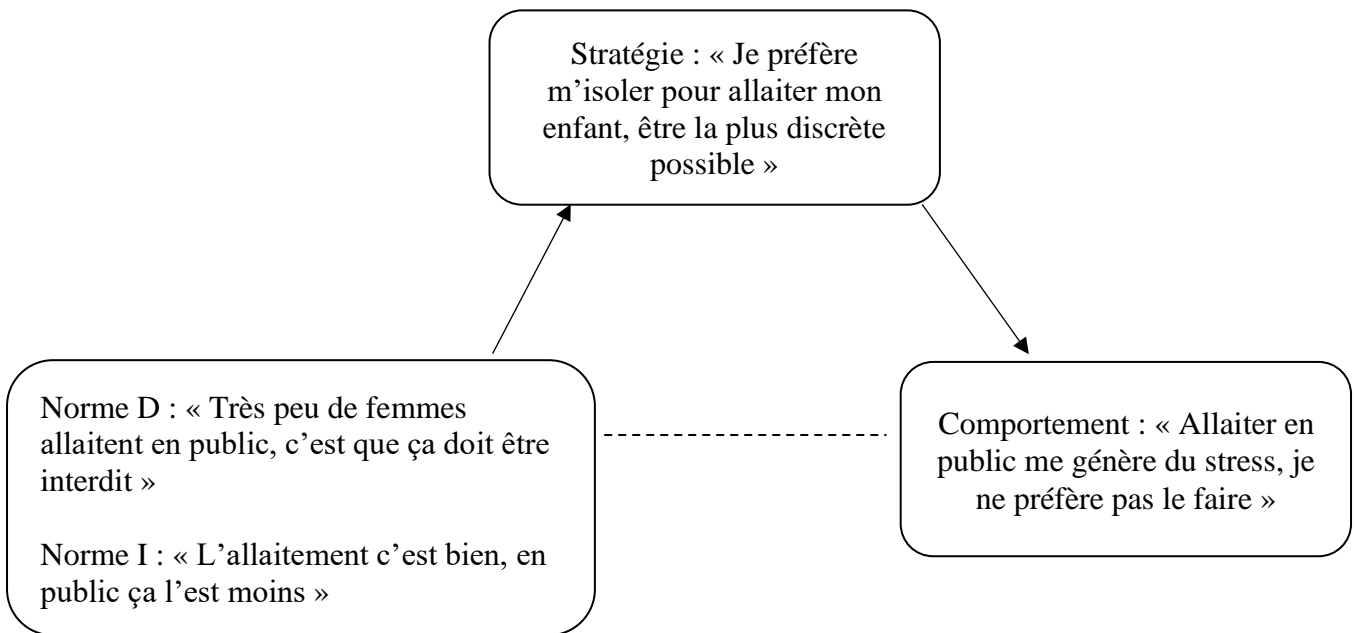 Stratégie : « Je préfère
m’isoler pour allaiter mon
enfant, être la plus discrète
possible »
Norme D : « Très peu de femmes
allaitent en public, c’est que ça doit être
interdit »
Norme I : « L’allaitement c’est bien, en
public ça l’est moins »
Comportement : « Allaiter en
public me génère du stress, je
ne préfère pas le faire »